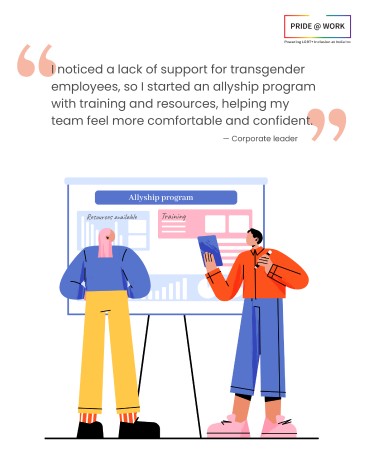 PRIDE @ WORK
I noticed a lack of support for transgender
employees, so I started an allyship program
with training and resources, helping my
team feel more comfortable and confident.
— Corporate leader
Allyship program
Resources available
Training